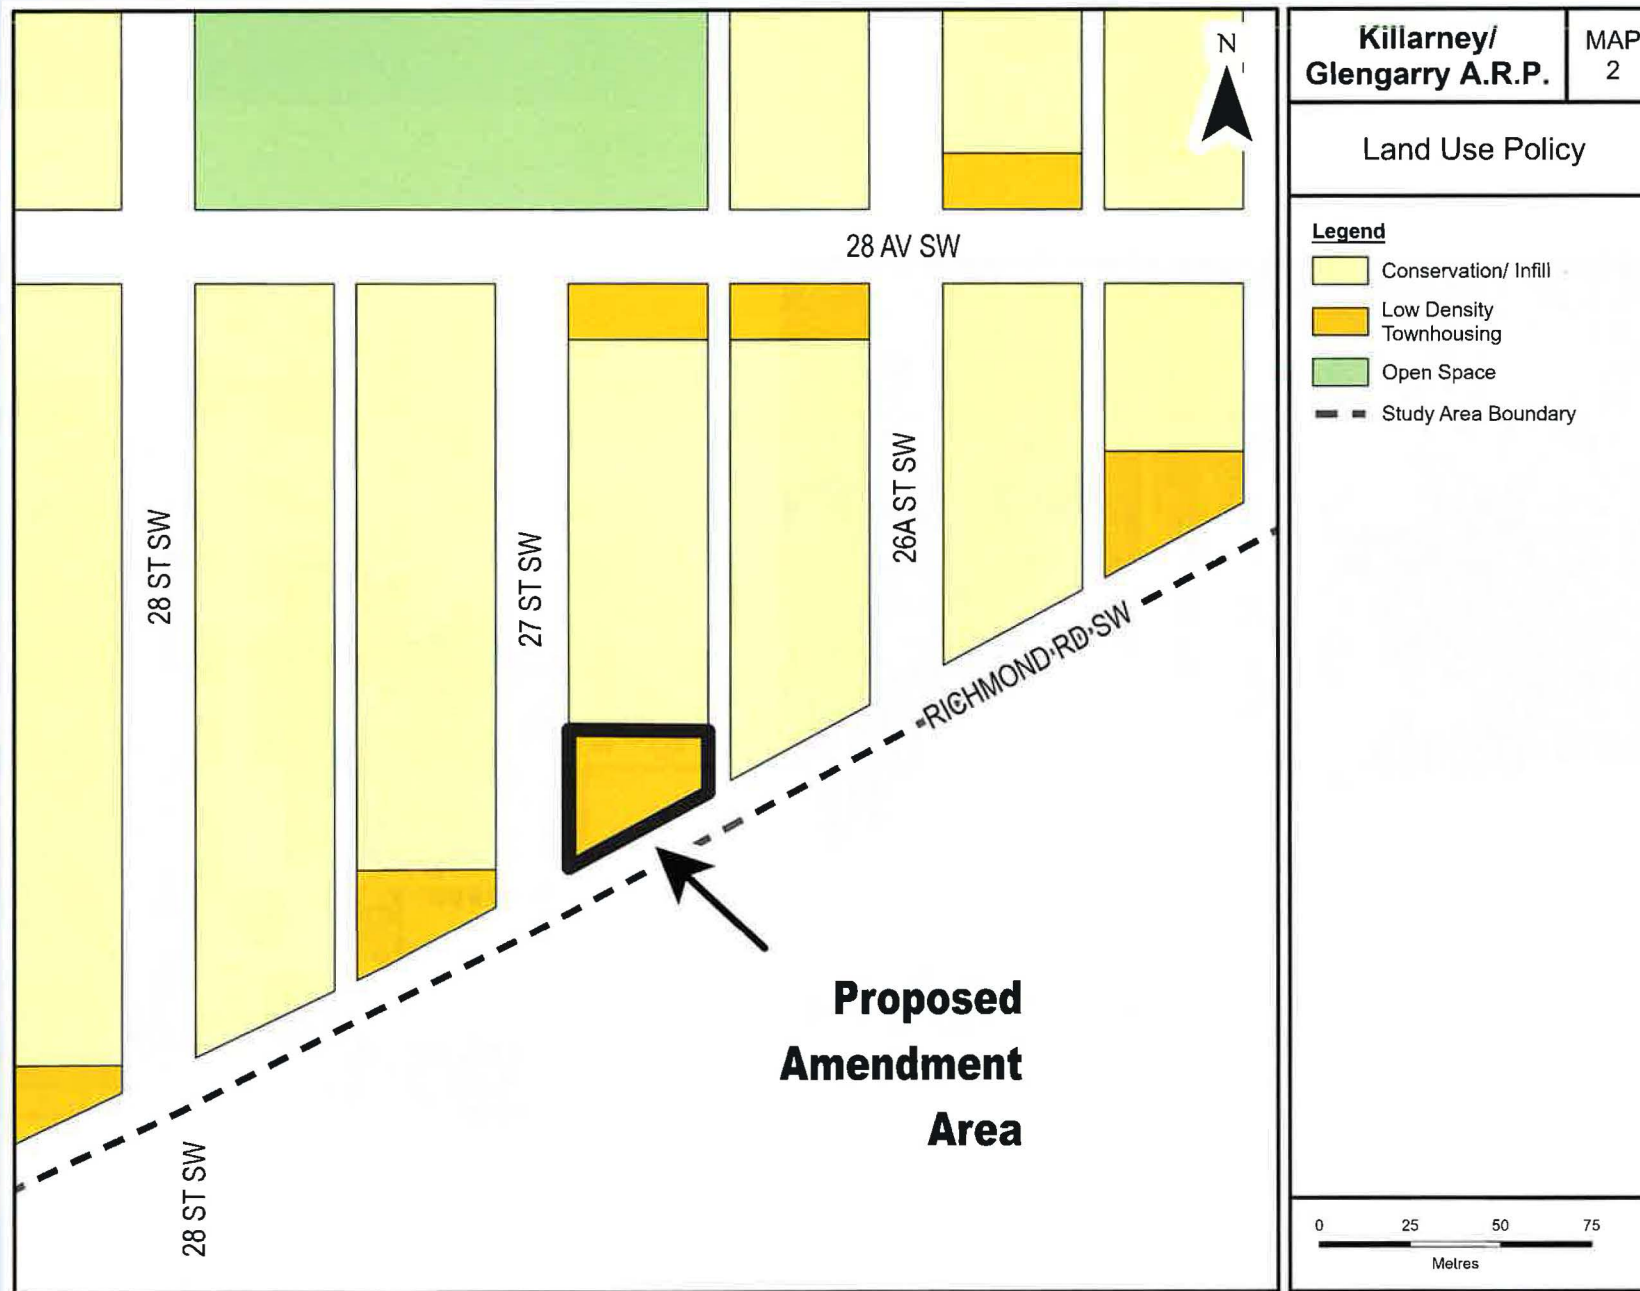 Killarney/
Glengarry A.R.P.
MAP
2
Land Use Policy
Legend
Conservation/ Infill
Low Density
Townhousing
Open Space
Study Area Boundary
N
28 AV SW
28 ST SW
27 ST SW
26A ST SW
RICHMOND RD SW
Proposed
Amendment
Area
28 ST SW
0 25 50 75
Metres